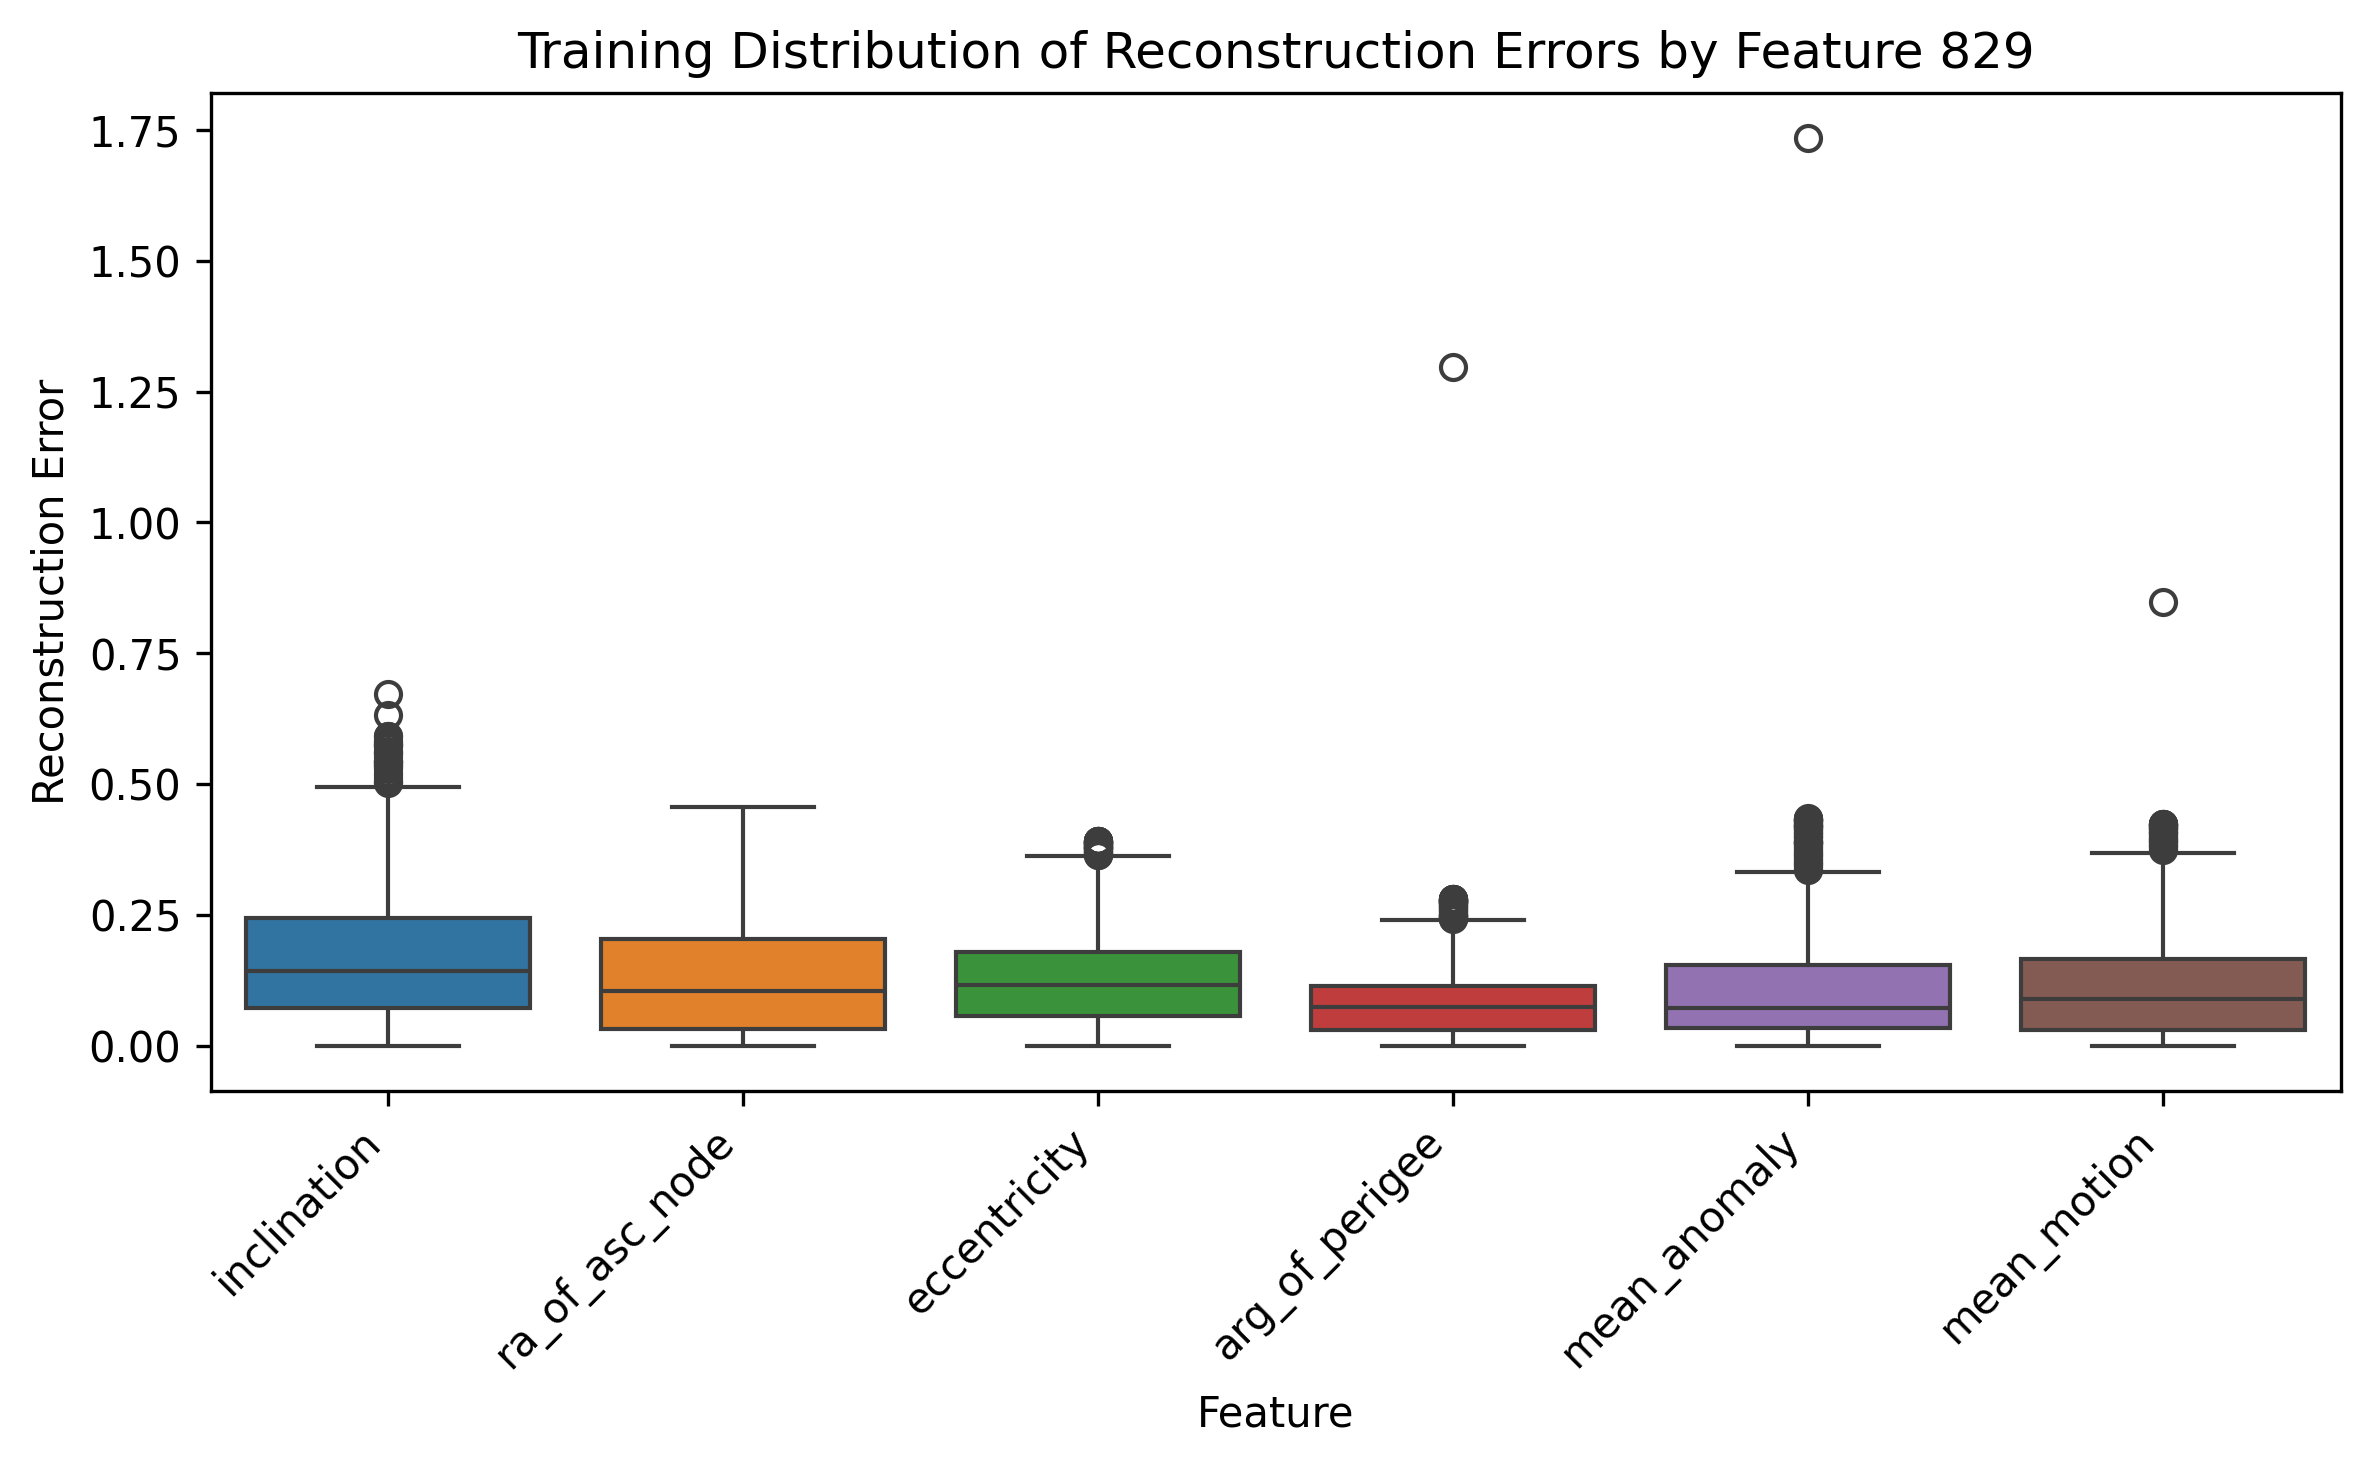 Training Distribution of Reconstruction Errors by Feature 829
1.75
1.50
1.25
1.00
0.75
0.50
0.25
0.00
Reconstruction Error
inclination
ra_of_asc_node
eccentricity
arg_of_perigee
mean_anomaly
mean_motion
Feature